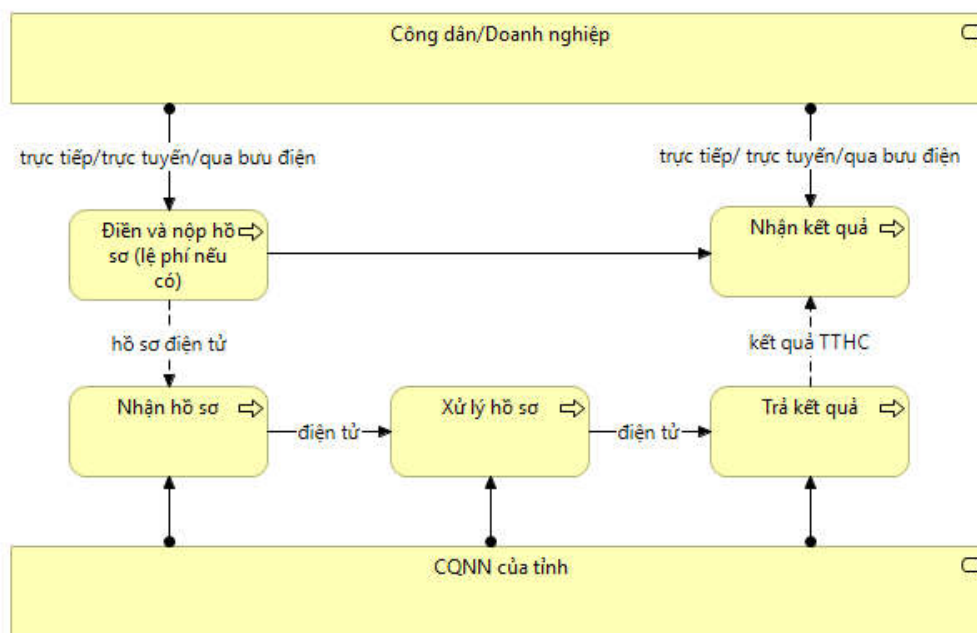 Công dân/Doanh nghiệp
trực tiếp/trực tuyến/qua bưu điện
trực tiếp/ trực tuyến/qua bưu điện
Điền và nộp hồ
sơ (lệ phí nếu
có)
Nhận kết quả
hồ sơ điện tử
kết quả TTHC
Nhận hồ sơ
Xử lý hồ sơ
Trả kết quả
điện tử
điện tử
CQNN của tỉnh